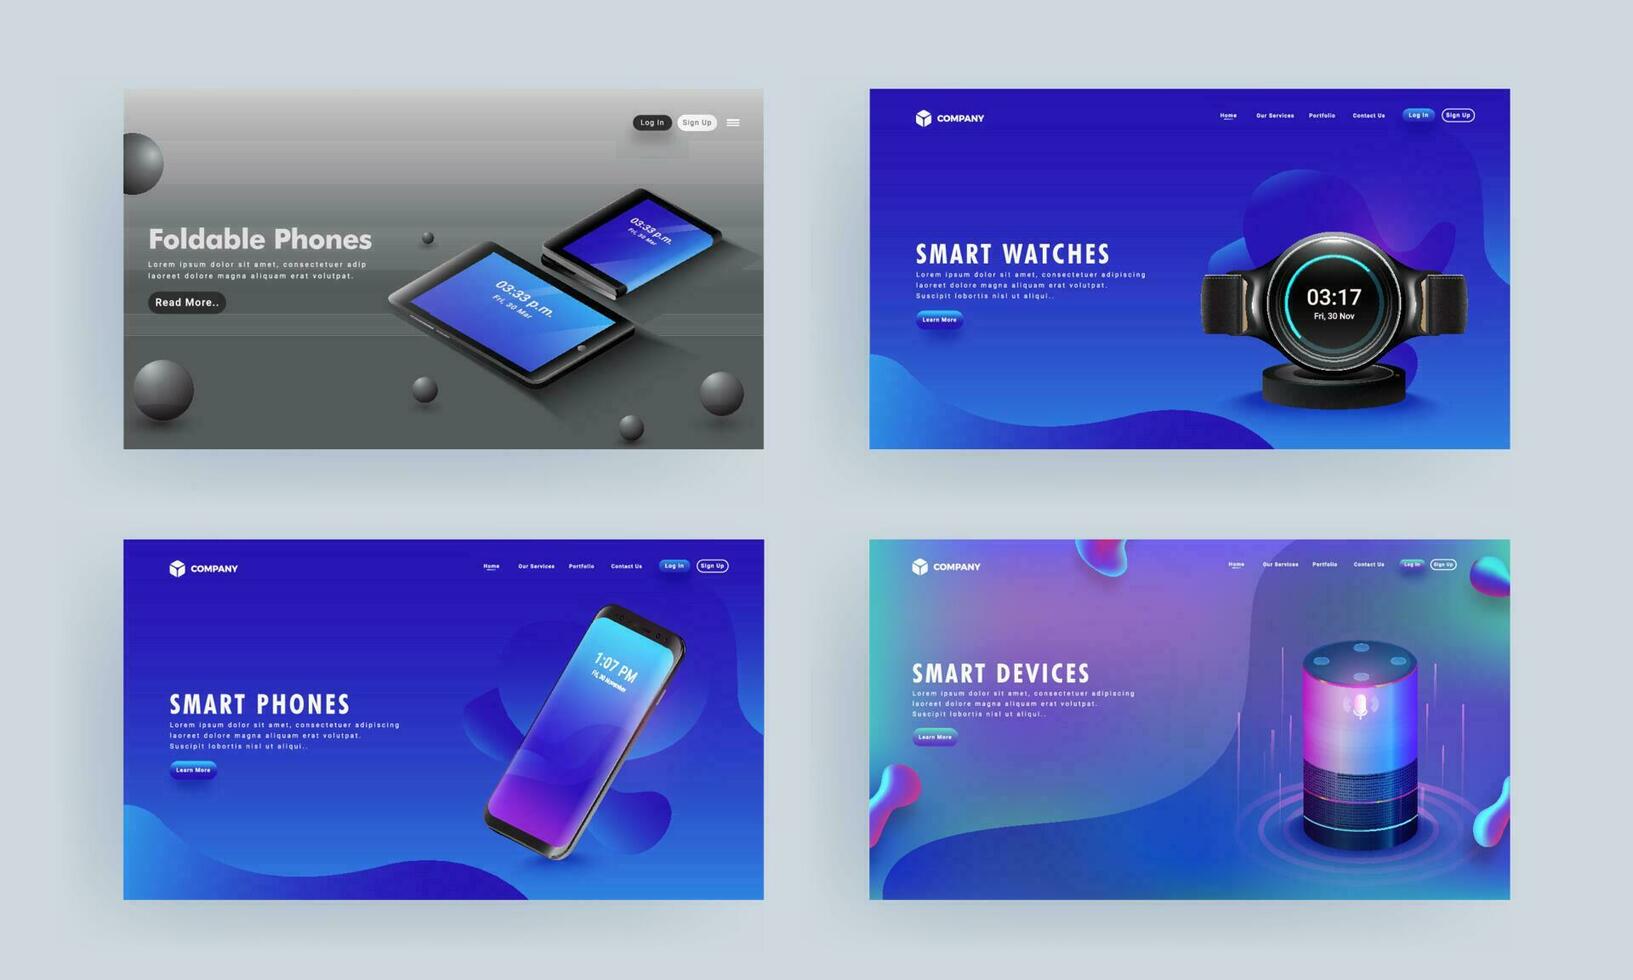 Log In Sign Up
Foldable Phones
Lorem ipsum dolor sit amet, consectetuer adip
laoreet dolore magna aliquam erat volutpat.
Read More..
03:33 p.m.
Fri, 30 Mar
03:33 p.m.
Fri, 30 Mar
COMPANY
Home Our Services Portfolio Contact Us Log In Sign Up
SMART WATCHES
Lorem ipsum dolor sit amet, consectetuer adipiscing
laoreet dolore magna aliquam erat volutpat.
Suscipit lobortis nisl ut aliqui..
Learn More
03:17
Fri, 30 Nov
COMPANY
Home Our Services Portfolio Contact Us Log In Sign Up
SMART PHONES
Lorem ipsum dolor sit amet, consectetuer adipiscing
laoreet dolore magna aliquam erat volutpat.
Suscipit lobortis nisl ut aliqui..
Learn More
1:07 PM
Fri, 30 November
COMPANY
Home Our Services Portfolio Contact Us Log In Sign Up
SMART DEVICES
Lorem ipsum dolor sit amet, consectetuer adipiscing
laoreet dolore magna aliquam erat volutpat.
Suscipit lobortis nisl ut aliqui..
Learn More